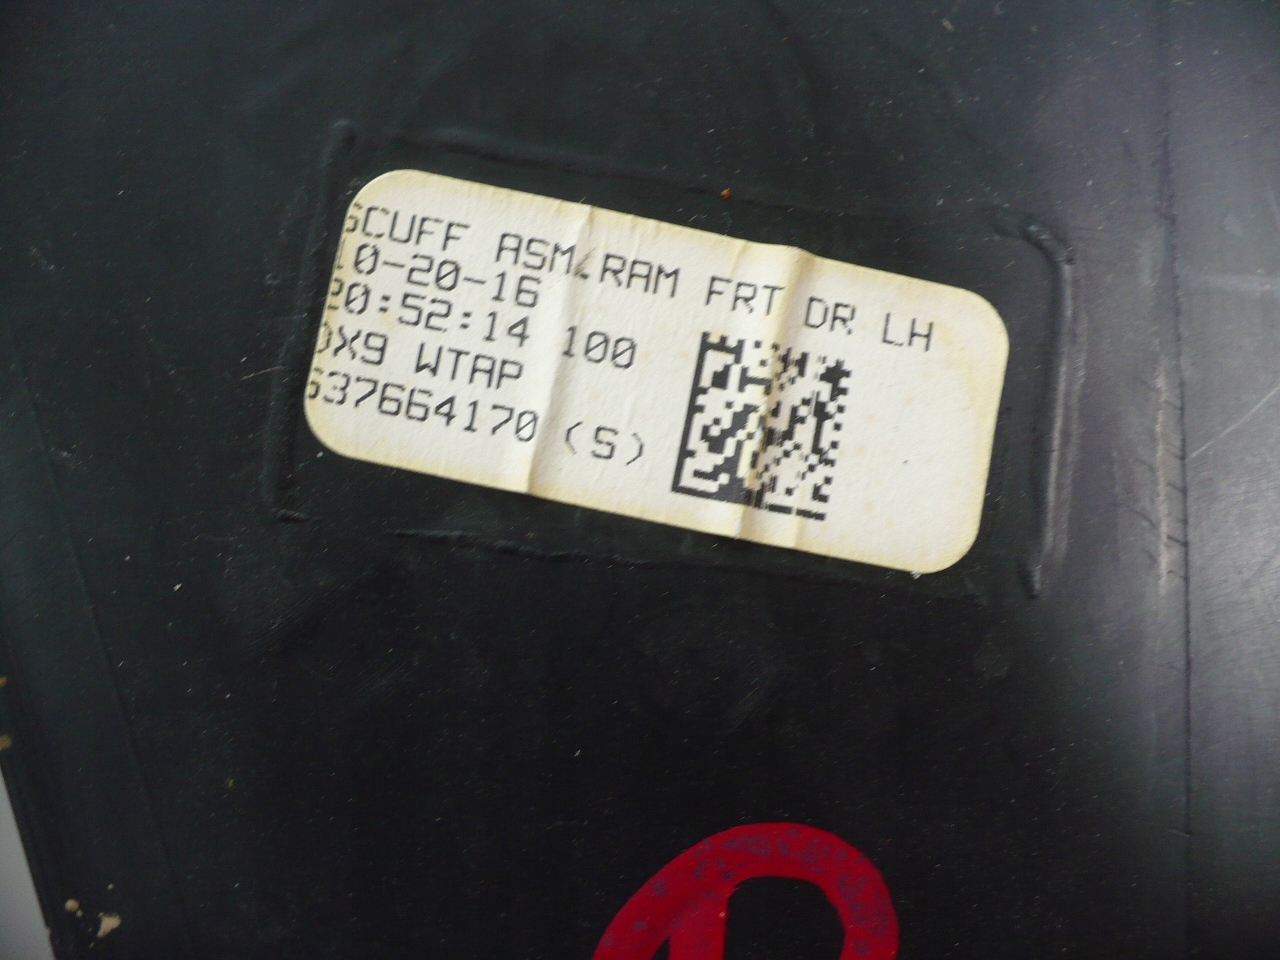 SCUFF ASM/RAM FRT DR LH
10-20-16
20:52:14 100
DX9 WTAP
637664170 (S)